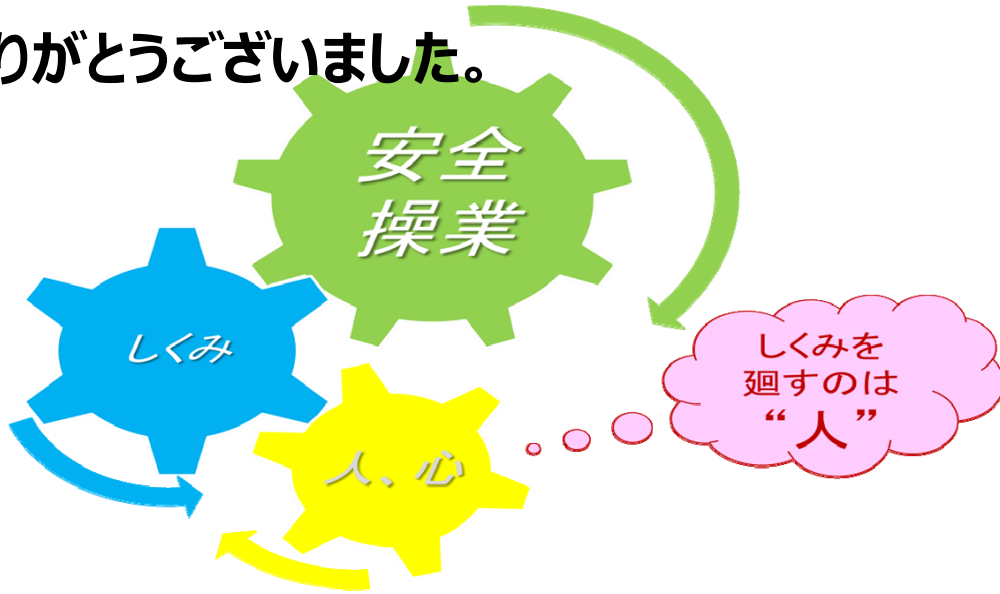 りがとうございました。
安全
操業
しくみ
人、心
しくみを
廻すのは
“人”